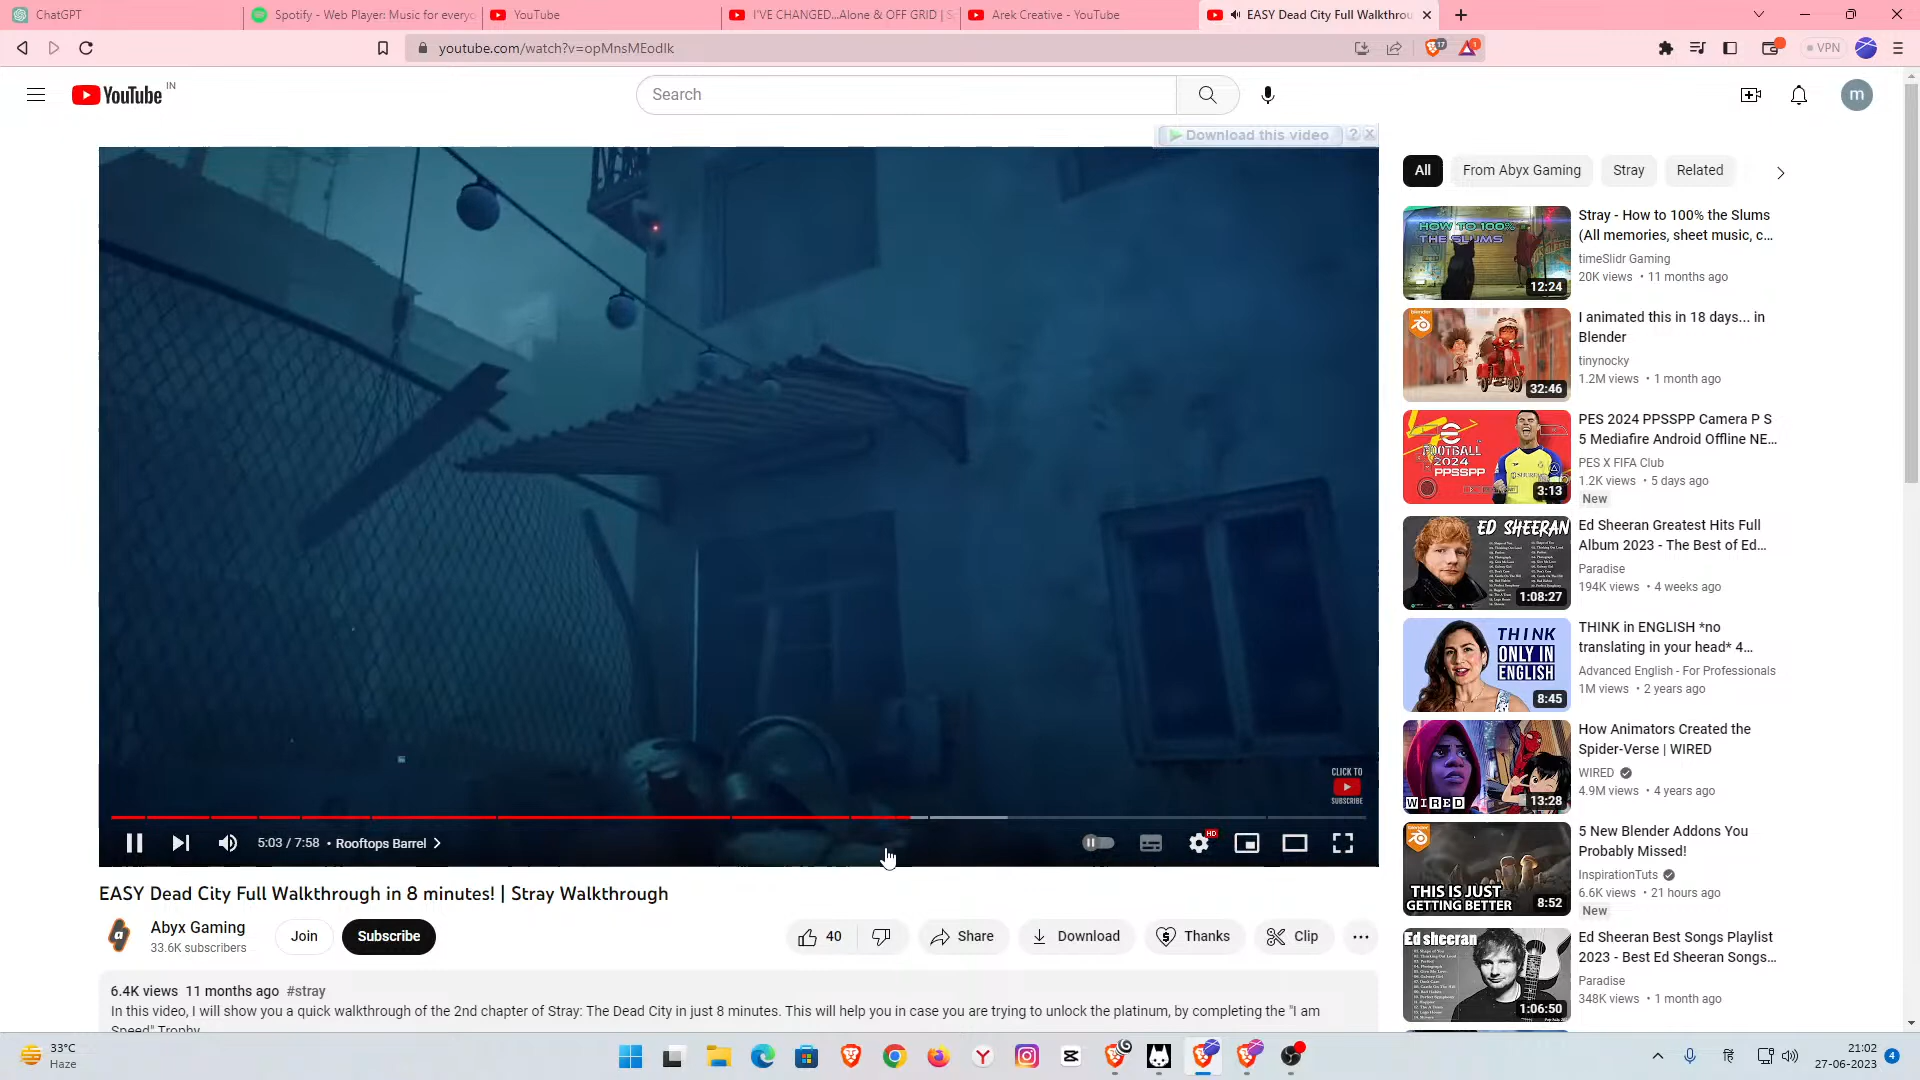 ChatGPT
Spotify - Web Player: Music for everyo
YouTube
I'VE CHANGED...Alone & OFF GRID | S
Arek Creative - YouTube
EASY Dead City Full Walkthrou
youtube.com/watch?v=opMnsMEodIk
17
1
VPN
YouTube IN
Search
m
Download this video ? X
CLICK TO
SUBSCRIBE
5:03 / 7:58 • Rooftops Barrel
HD
EASY Dead City Full Walkthrough in 8 minutes! | Stray Walkthrough
Abyx Gaming
33.6K subscribers
Join
Subscribe
40
Share
Download
Thanks
Clip
6.4K views 11 months ago #stray
In this video, I will show you a quick walkthrough of the 2nd chapter of Stray: The Dead City in just 8 minutes. This will help you in case you are trying to unlock the platinum, by completing the "I am
Speed" Trophy
All
From Abyx Gaming
Stray
Related
HOW TO 100%
THE SLUMS
12:24
Stray - How to 100% the Slums
(All memories, sheet music, c...
timeSlidr Gaming
20K views • 11 months ago
blender
32:46
I animated this in 18 days... in
Blender
tinynocky
1.2M views • 1 month ago
FOOTBALL
2024
PPSSPP
3:13
PES 2024 PPSSPP Camera P S
5 Mediafire Android Offline NE...
PES X FIFA Club
1.2K views • 5 days ago
New
ED SHEERAN
1:08:27
Ed Sheeran Greatest Hits Full
Album 2023 - The Best of Ed...
Paradise
194K views • 4 weeks ago
THINK
ONLY IN
ENGLISH
8:45
THINK in ENGLISH *no
translating in your head* 4...
Advanced English - For Professionals
1M views • 2 years ago
WIRED
13:28
How Animators Created the
Spider-Verse | WIRED
WIRED
4.9M views • 4 years ago
blender
THIS IS JUST
GETTING BETTER
8:52
5 New Blender Addons You
Probably Missed!
InspirationTuts
6.6K views • 21 hours ago
New
Ed sheeran
1:06:50
Ed Sheeran Best Songs Playlist
2023 - Best Ed Sheeran Songs...
Paradise
348K views • 1 month ago
33°C
Haze
हिं
21:02
27-06-2023
4